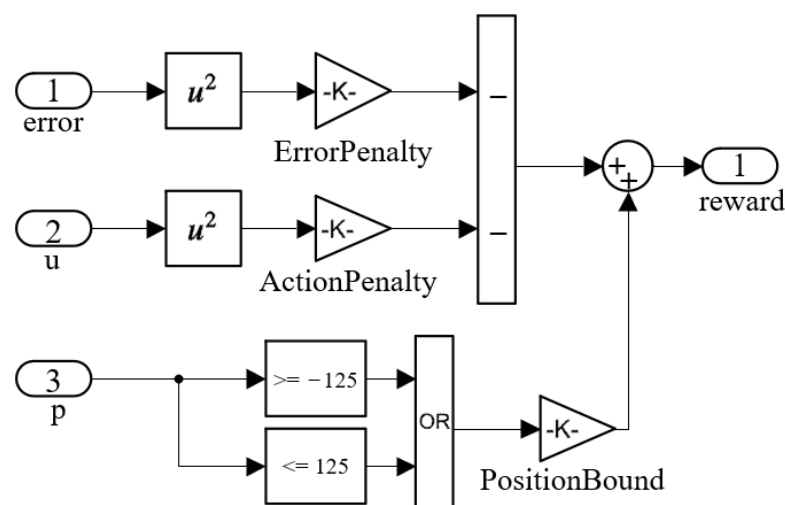 1
error
u²
-K-
ErrorPenalty
−
2
u
u²
-K-
ActionPenalty
−
+
+
1
reward
3
p
>= −125
<= 125
OR
-K-
PositionBound